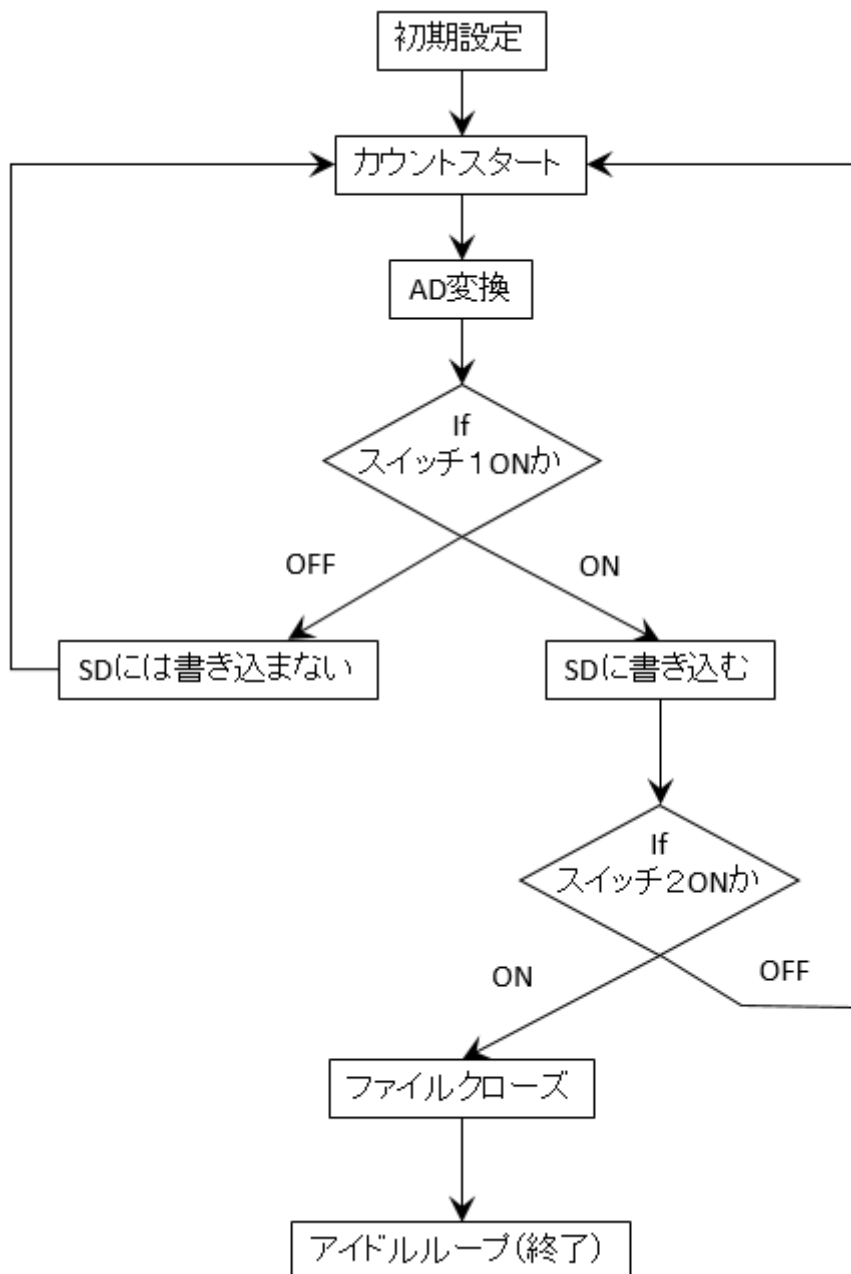 初期設定
カウントスタート
AD変換
If
スイッチ１ONか
OFF
ON
SDには書き込まない
SDに書き込む
If
スイッチ２ONか
ON
OFF
ファイルクローズ
アイドルループ(終了)